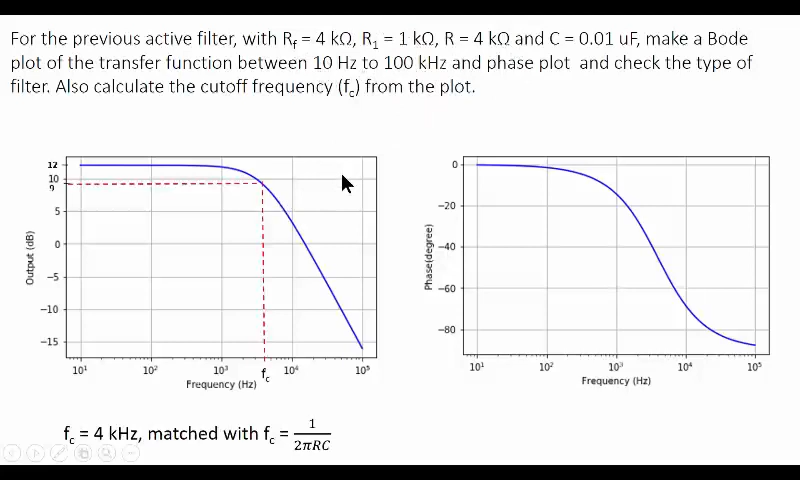 For the previous active filter, with Rf = 4 kΩ, R1 = 1 kΩ, R = 4 kΩ and C = 0.01 uF, make a Bode
plot of the transfer function between 10 Hz to 100 kHz and phase plot and check the type of
filter. Also calculate the cutoff frequency (fc) from the plot.
12
10
9
5
0
−5
−10
−15
Output (dB)
10¹ 10² 10³ 10⁴ 10⁵
fc
Frequency (Hz)
0
−20
−40
−60
−80
Phase(degree)
10¹ 10² 10³ 10⁴ 10⁵
Frequency (Hz)
fc = 4 kHz, matched with fc = 1/2πRC